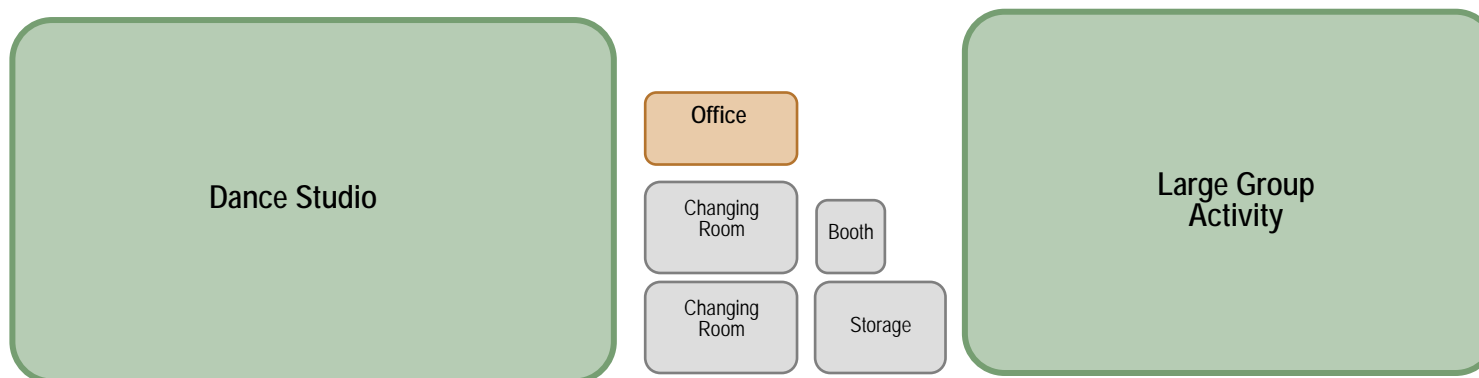 Dance Studio
Office
Changing
Room
Booth
Changing
Room
Storage
Large Group
Activity